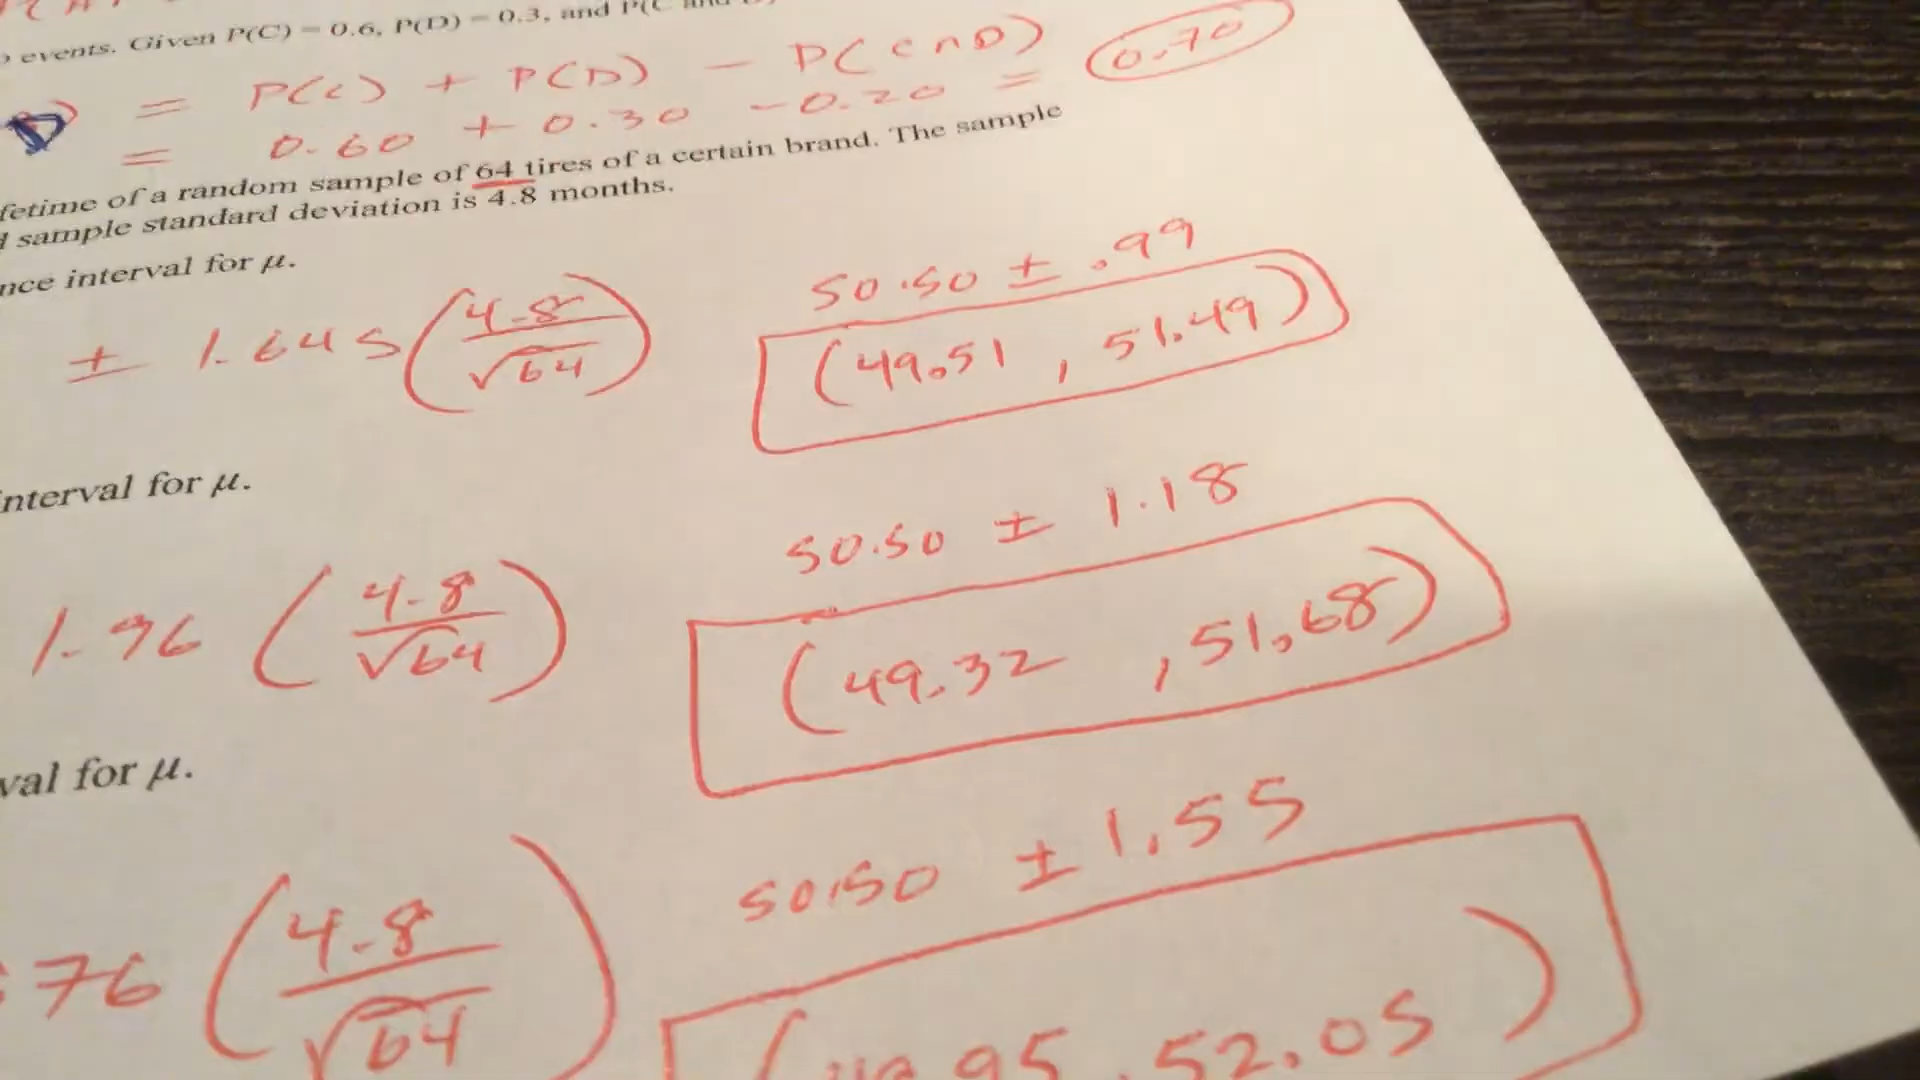 events. Given P(C) = 0.6, P(D) = 0.3, and
= P(C) + P(D) - P(C∩D)
D = 0.60 + 0.30 - 0.20 = 0.70
fetime of a random sample of 64 tires of a certain brand. The sample
sample standard deviation is 4.8 months.
nce interval for μ.
± 1.645 (4.8/√64) 50.50 ± .99
(49.51, 51.49)
interval for μ.
1.96 (4.8/√64) 50.50 ± 1.18
(49.32, 51.68)
val for μ.
76 (4.8/√64) 50.50 ± 1.55
95, 52.05)